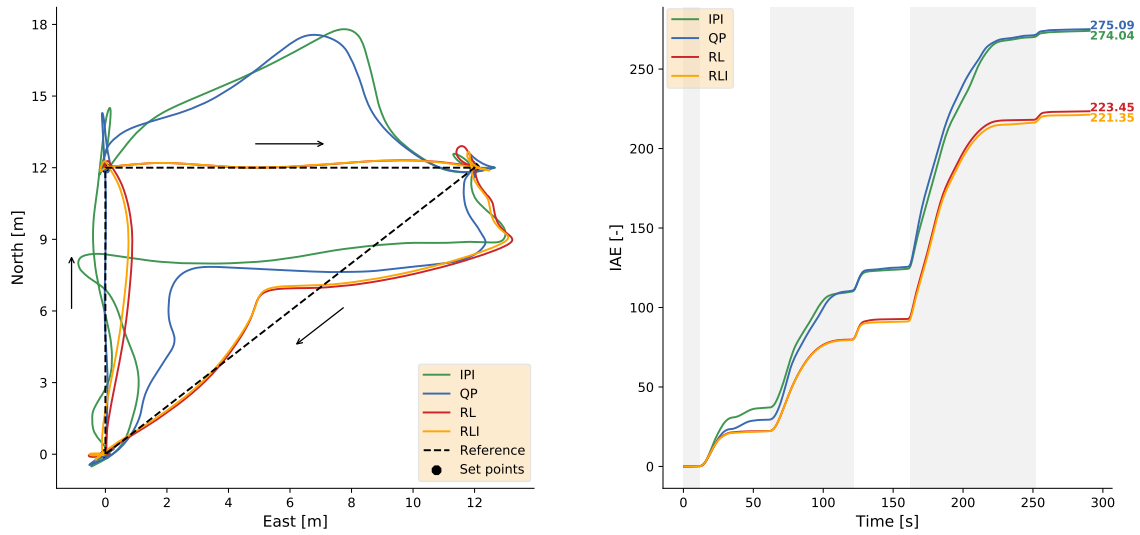 18
15
12
9
6
3
0
North [m]
0
2
4
6
8
10
12
East [m]
IPI
QP
RL
RLI
Reference
Set points
IPI
QP
RL
RLI
275.09
274.04
223.45
221.35
250
200
150
100
50
0
IAE [-]
0
50
100
150
200
250
300
Time [s]